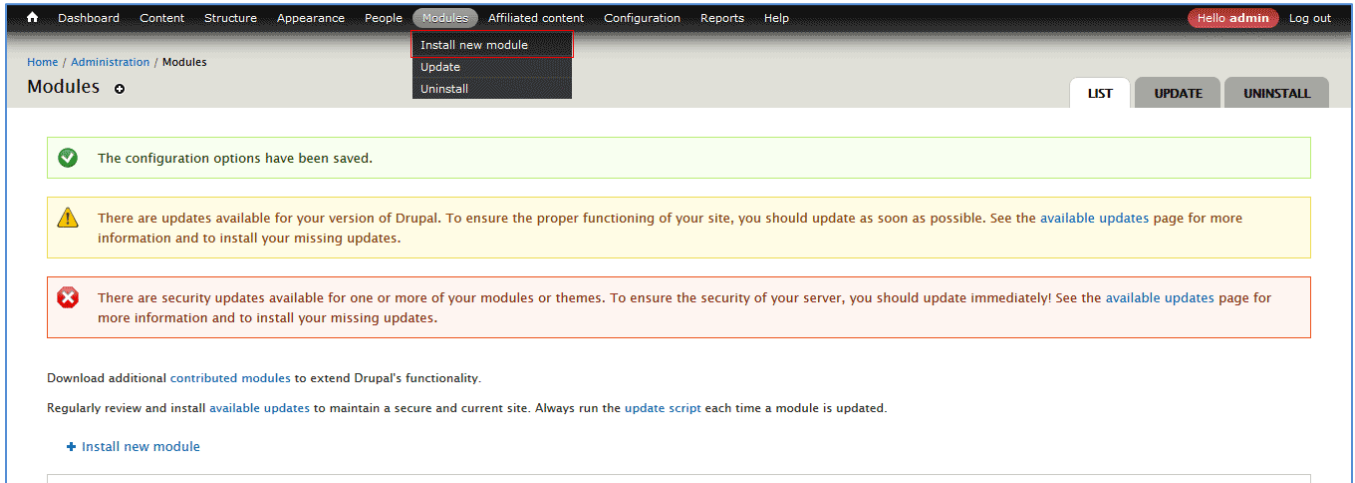 Dashboard Content Structure Appearance People Modules Affiliated content Configuration Reports Help Hello admin Log out
Install new module
Update
Uninstall
Home / Administration / Modules
Modules
LIST UPDATE UNINSTALL
The configuration options have been saved.
There are updates available for your version of Drupal. To ensure the proper functioning of your site, you should update as soon as possible. See the available updates page for more
information and to install your missing updates.
There are security updates available for one or more of your modules or themes. To ensure the security of your server, you should update immediately! See the available updates page for
more information and to install your missing updates.
Download additional contributed modules to extend Drupal's functionality.
Regularly review and install available updates to maintain a secure and current site. Always run the update script each time a module is updated.
+ Install new module